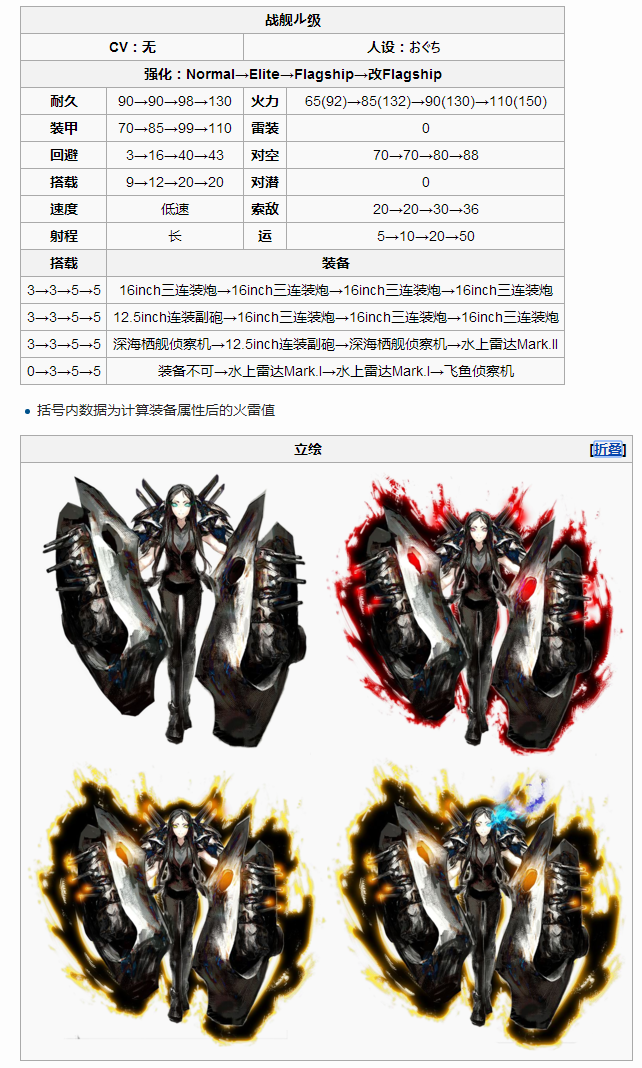 战舰ル级
CV：无 人设：おぐち
强化：Normal→Elite→Flagship→改Flagship
耐久 90→90→98→130 火力 65(92)→85(132)→90(130)→110(150)
装甲 70→85→99→110 雷装 0
回避 3→16→40→43 对空 70→70→80→88
搭载 9→12→20→20 对潜 0
速度 低速 索敌 20→20→30→36
射程 长 运 5→10→20→50
搭载 装备
3→3→5→5 16inch三连装炮→16inch三连装炮→16inch三连装炮→16inch三连装炮
3→3→5→5 12.5inch连装副砲→16inch三连装炮→16inch三连装炮→16inch三连装炮
3→3→5→5 深海栖舰侦察机→12.5inch连装副砲→深海栖舰侦察机→水上雷达Mark.II
0→3→5→5 装备不可→水上雷达Mark.I→水上雷达Mark.I→飞鱼侦察机
• 括号内数据为计算装备属性后的火雷值
立绘 [折叠]